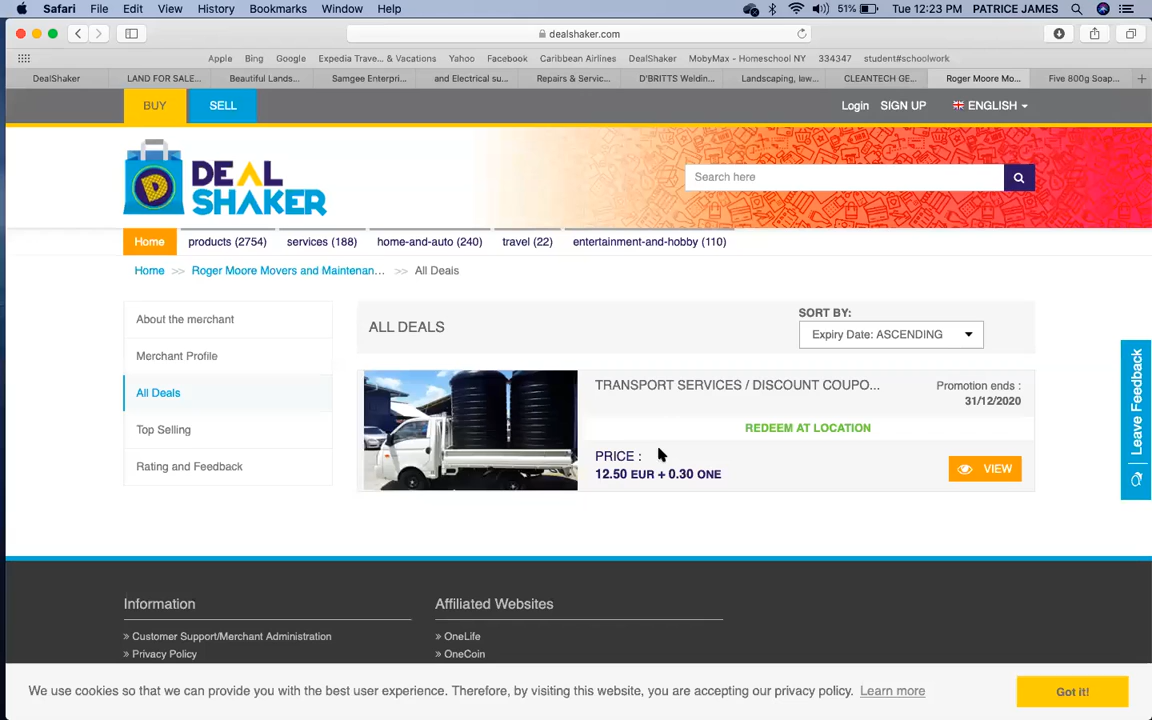 Safari File Edit View History Bookmarks Window Help 51% Tue 12:23 PM PATRICE JAMES
dealshaker.com
Apple Bing Google Expedia Trave... & Vacations Yahoo Facebook Caribbean Airlines DealShaker MobyMax - Homeschool NY 334347 student#schoolwork
DealShaker LAND FOR SALE... Beautiful Lands... Samgee Enterpri... and Electrical su... Repairs & Servic... D'BRITTS Weldin... Landscaping, law... CLEANTECH GE... Roger Moore Mo... Five 800g Soap...
BUY SELL Login SIGN UP ENGLISH
DEAL
SHAKER
Search here
Home products (2754) services (188) home-and-auto (240) travel (22) entertainment-and-hobby (110)
Home >> Roger Moore Movers and Maintenan... >> All Deals
About the merchant
Merchant Profile
All Deals
Top Selling
Rating and Feedback
ALL DEALS
SORT BY:
Expiry Date: ASCENDING
TRANSPORT SERVICES / DISCOUNT COUPO...
Promotion ends :
31/12/2020
REDEEM AT LOCATION
PRICE :
12.50 EUR + 0.30 ONE
VIEW
Leave Feedback
Information
» Customer Support/Merchant Administration
» Privacy Policy
Affiliated Websites
» OneLife
» OneCoin
We use cookies so that we can provide you with the best user experience. Therefore, by visiting this website, you are accepting our privacy policy. Learn more
Got it!